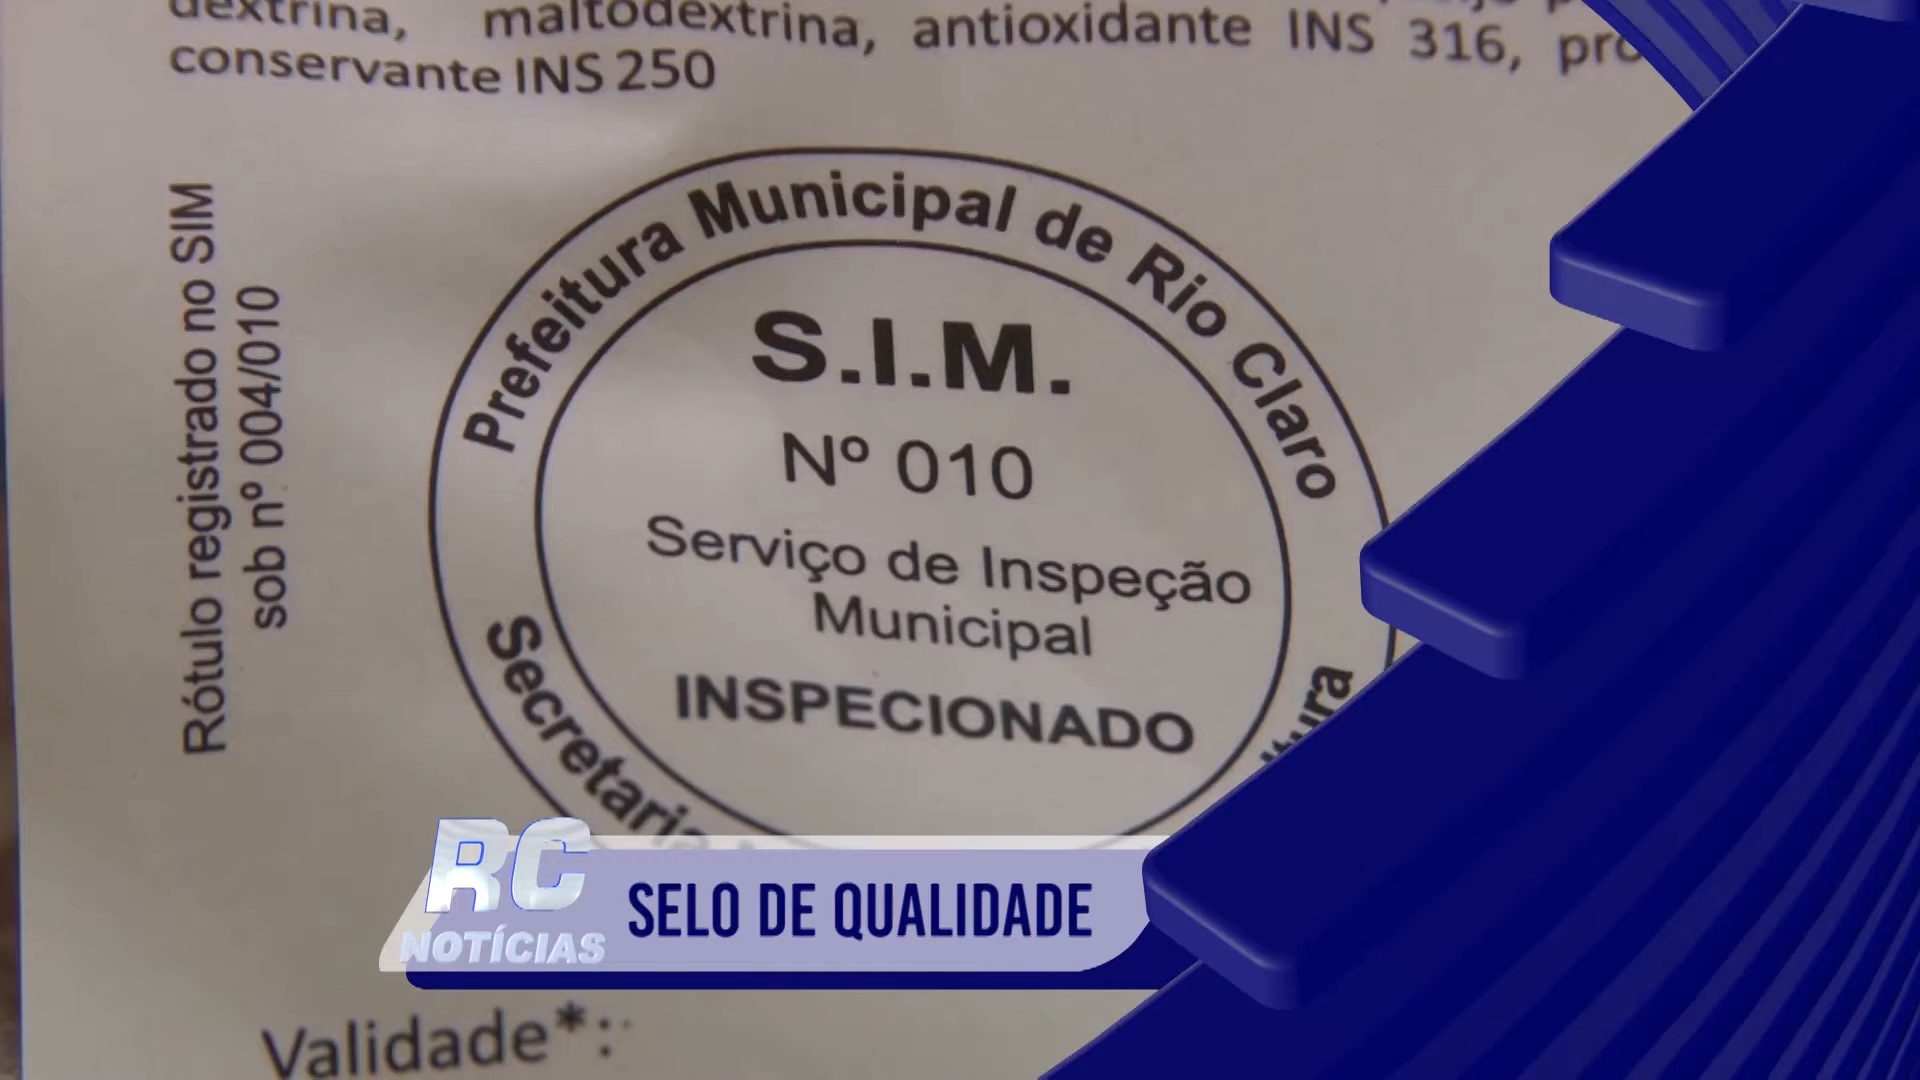 dextrina, maltodextrina, antioxidante INS 316,
conservante INS 250
Rótulo registrado no SIM
sob nº 004/010
Prefeitura Municipal de Rio Claro
S.I.M.
Nº 010
Serviço de Inspeção
Municipal
INSPECIONADO
Secretaria
RC
NOTÍCIAS
SELO DE QUALIDADE
Validade*: